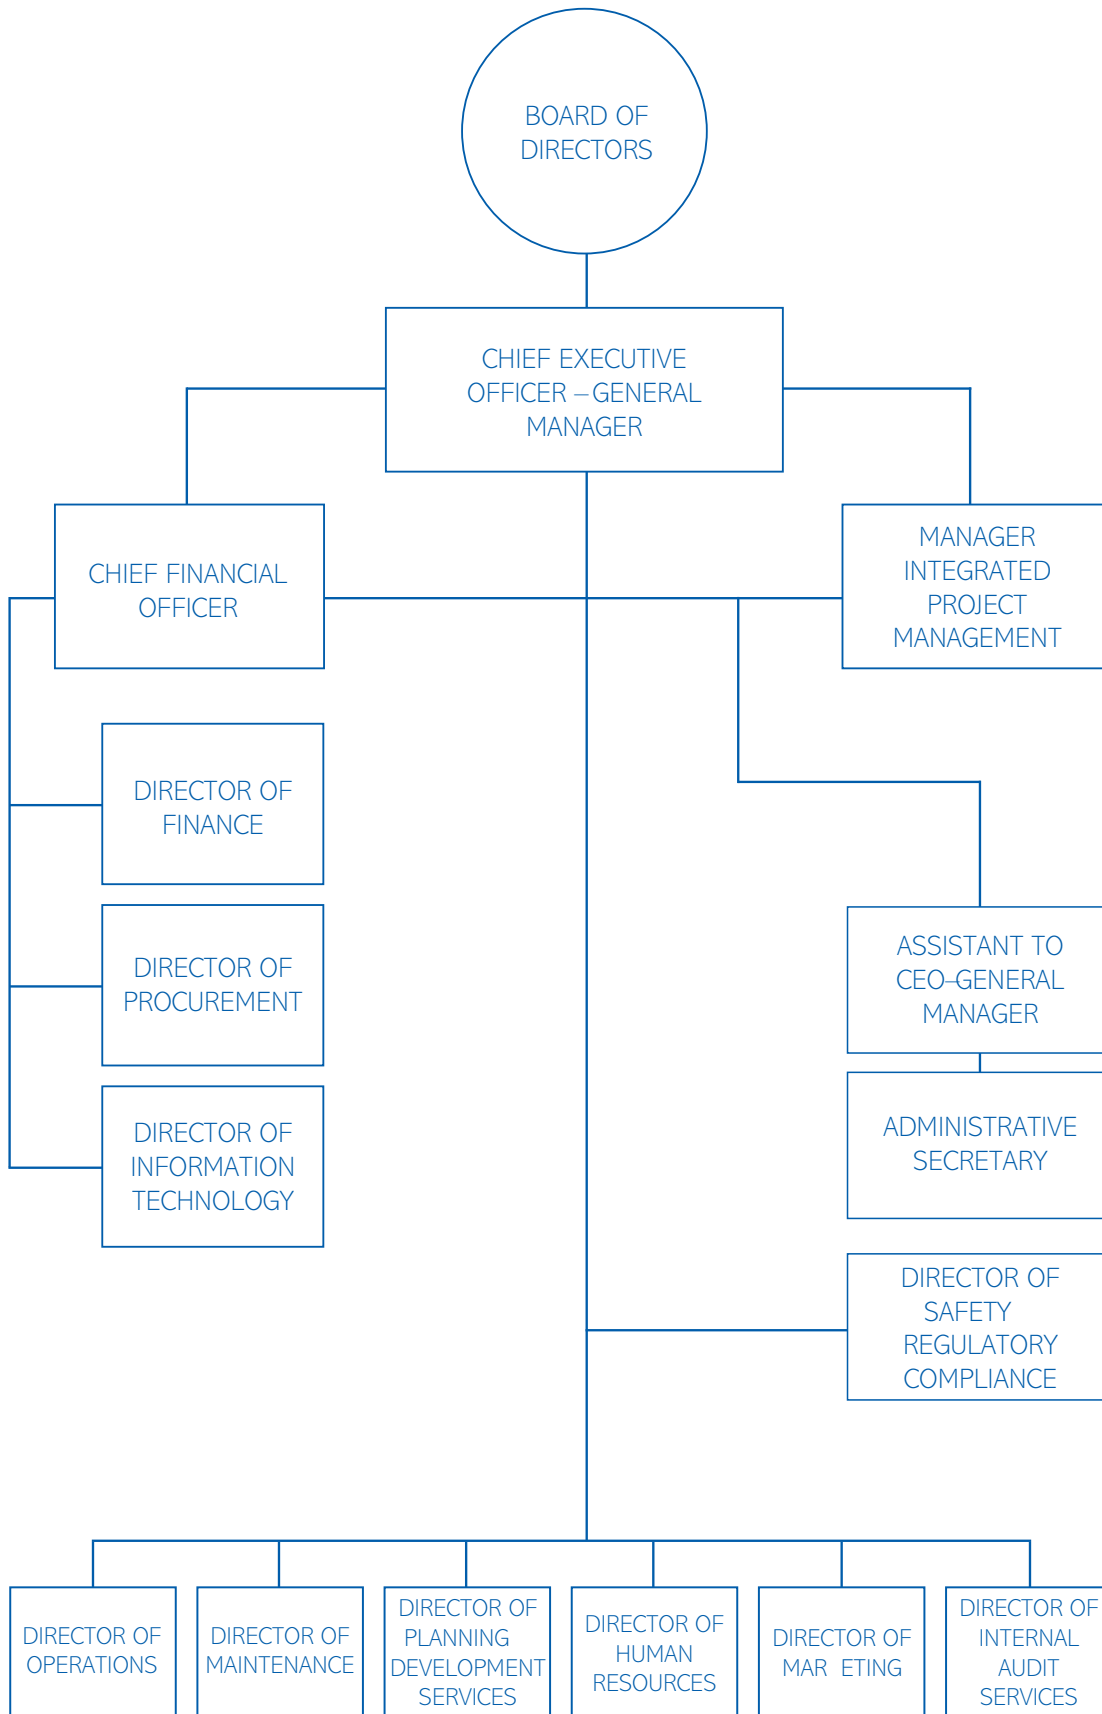 BOARD OF
DIRECTORS
CHIEF EXECUTIVE
OFFICER – GENERAL
MANAGER
CHIEF FINANCIAL
OFFICER
MANAGER
INTEGRATED
PROJECT
MANAGEMENT
DIRECTOR OF
FINANCE
DIRECTOR OF
PROCUREMENT
DIRECTOR OF
INFORMATION
TECHNOLOGY
ASSISTANT TO
CEO–GENERAL
MANAGER
ADMINISTRATIVE
SECRETARY
DIRECTOR OF
SAFETY
REGULATORY
COMPLIANCE
DIRECTOR OF
OPERATIONS
DIRECTOR OF
MAINTENANCE
DIRECTOR OF
PLANNING
DEVELOPMENT
SERVICES
DIRECTOR OF
HUMAN
RESOURCES
DIRECTOR OF
MAR ETING
DIRECTOR OF
INTERNAL
AUDIT
SERVICES